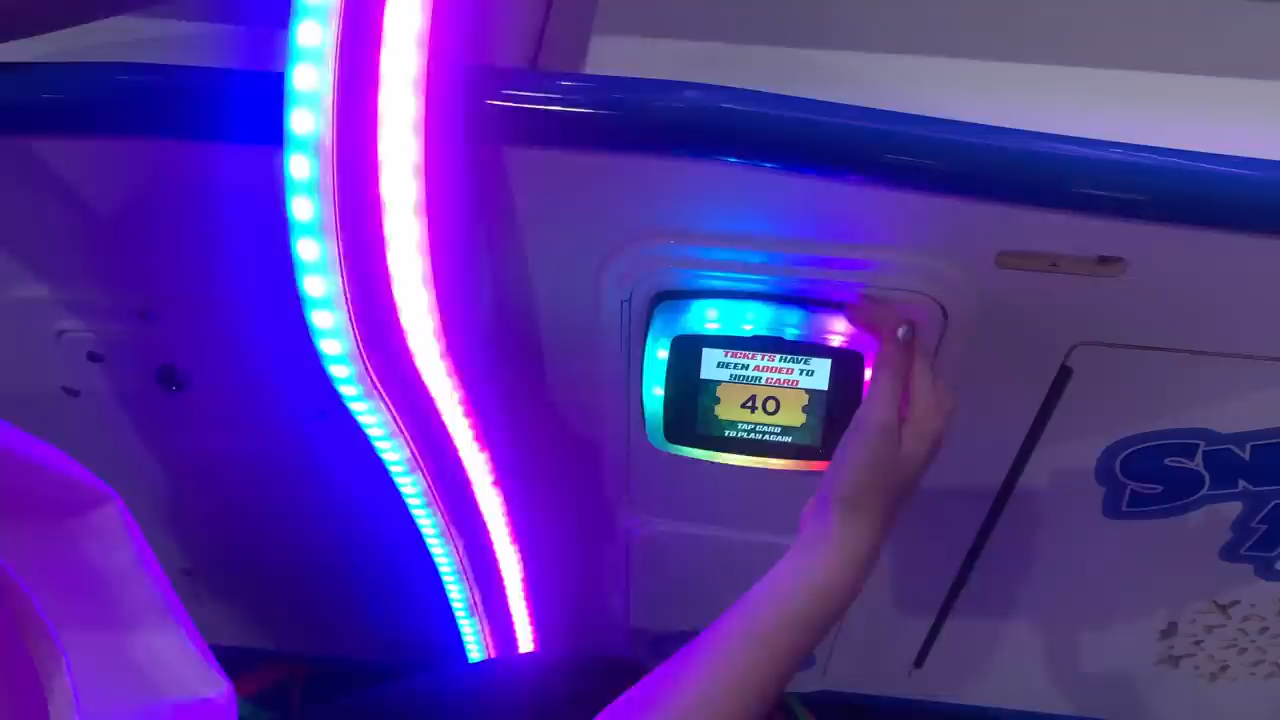 TICKETS HAVE
BEEN ADDED TO
YOUR CARD
40
TAP CARD
TO PLAY AGAIN